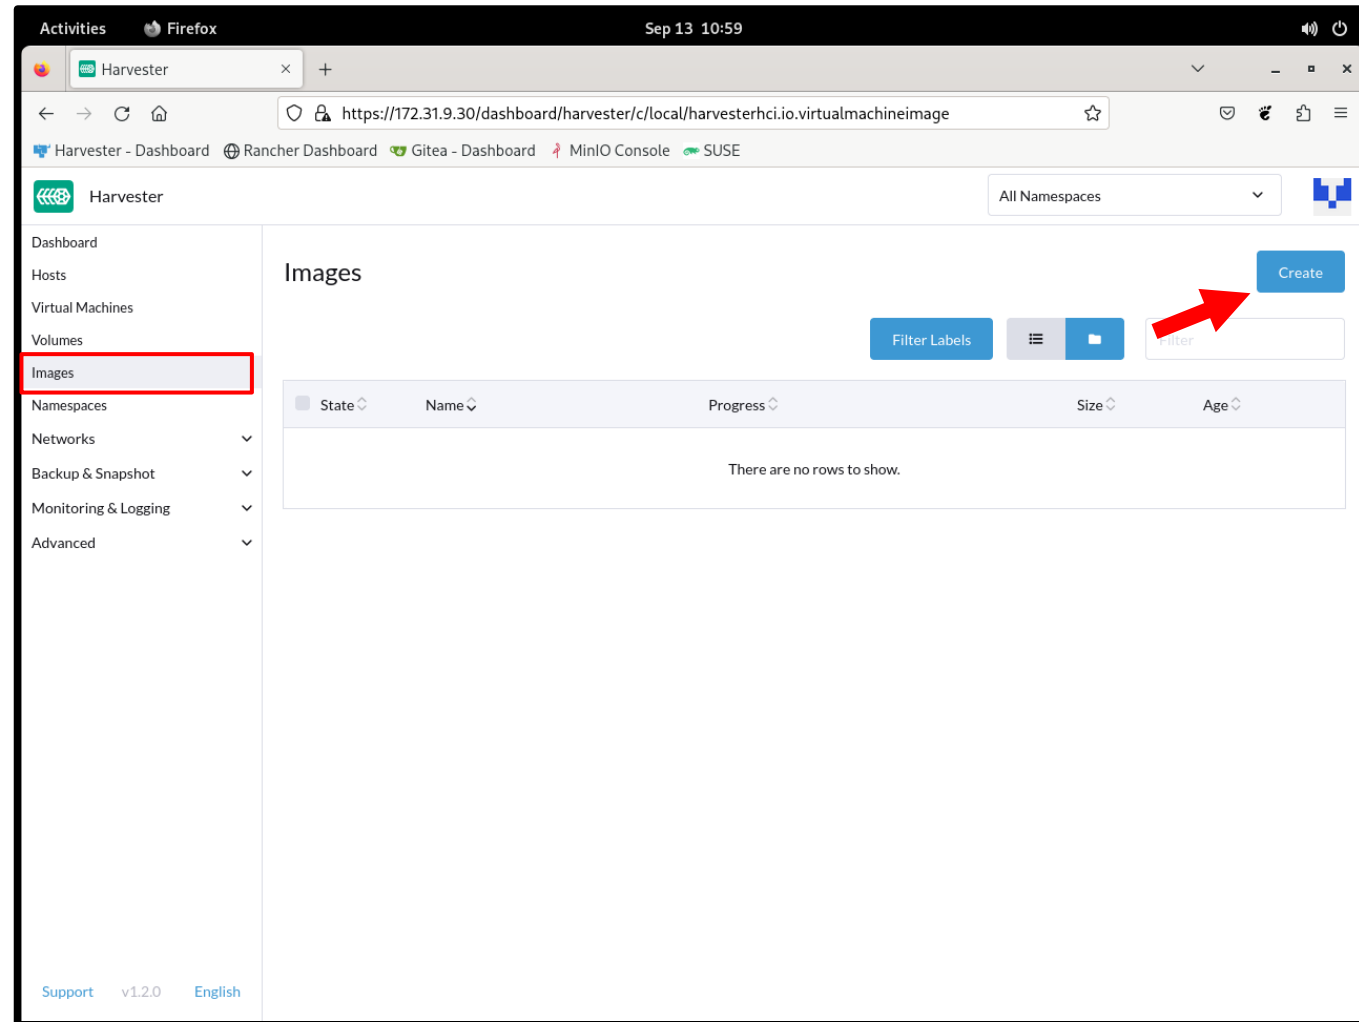 Activities Firefox Sep 13 10:59
Harvester
https://172.31.9.30/dashboard/harvester/c/local/harvesterhci.io.virtualmachineimage
Harvester - Dashboard Rancher Dashboard Gitea - Dashboard MinIO Console SUSE
Harvester All Namespaces
Dashboard
Hosts
Virtual Machines
Volumes
Images
Namespaces
Networks
Backup & Snapshot
Monitoring & Logging
Advanced
Images
Create
Filter Labels Filter
State Name Progress Size Age
There are no rows to show.
Support v1.2.0 English